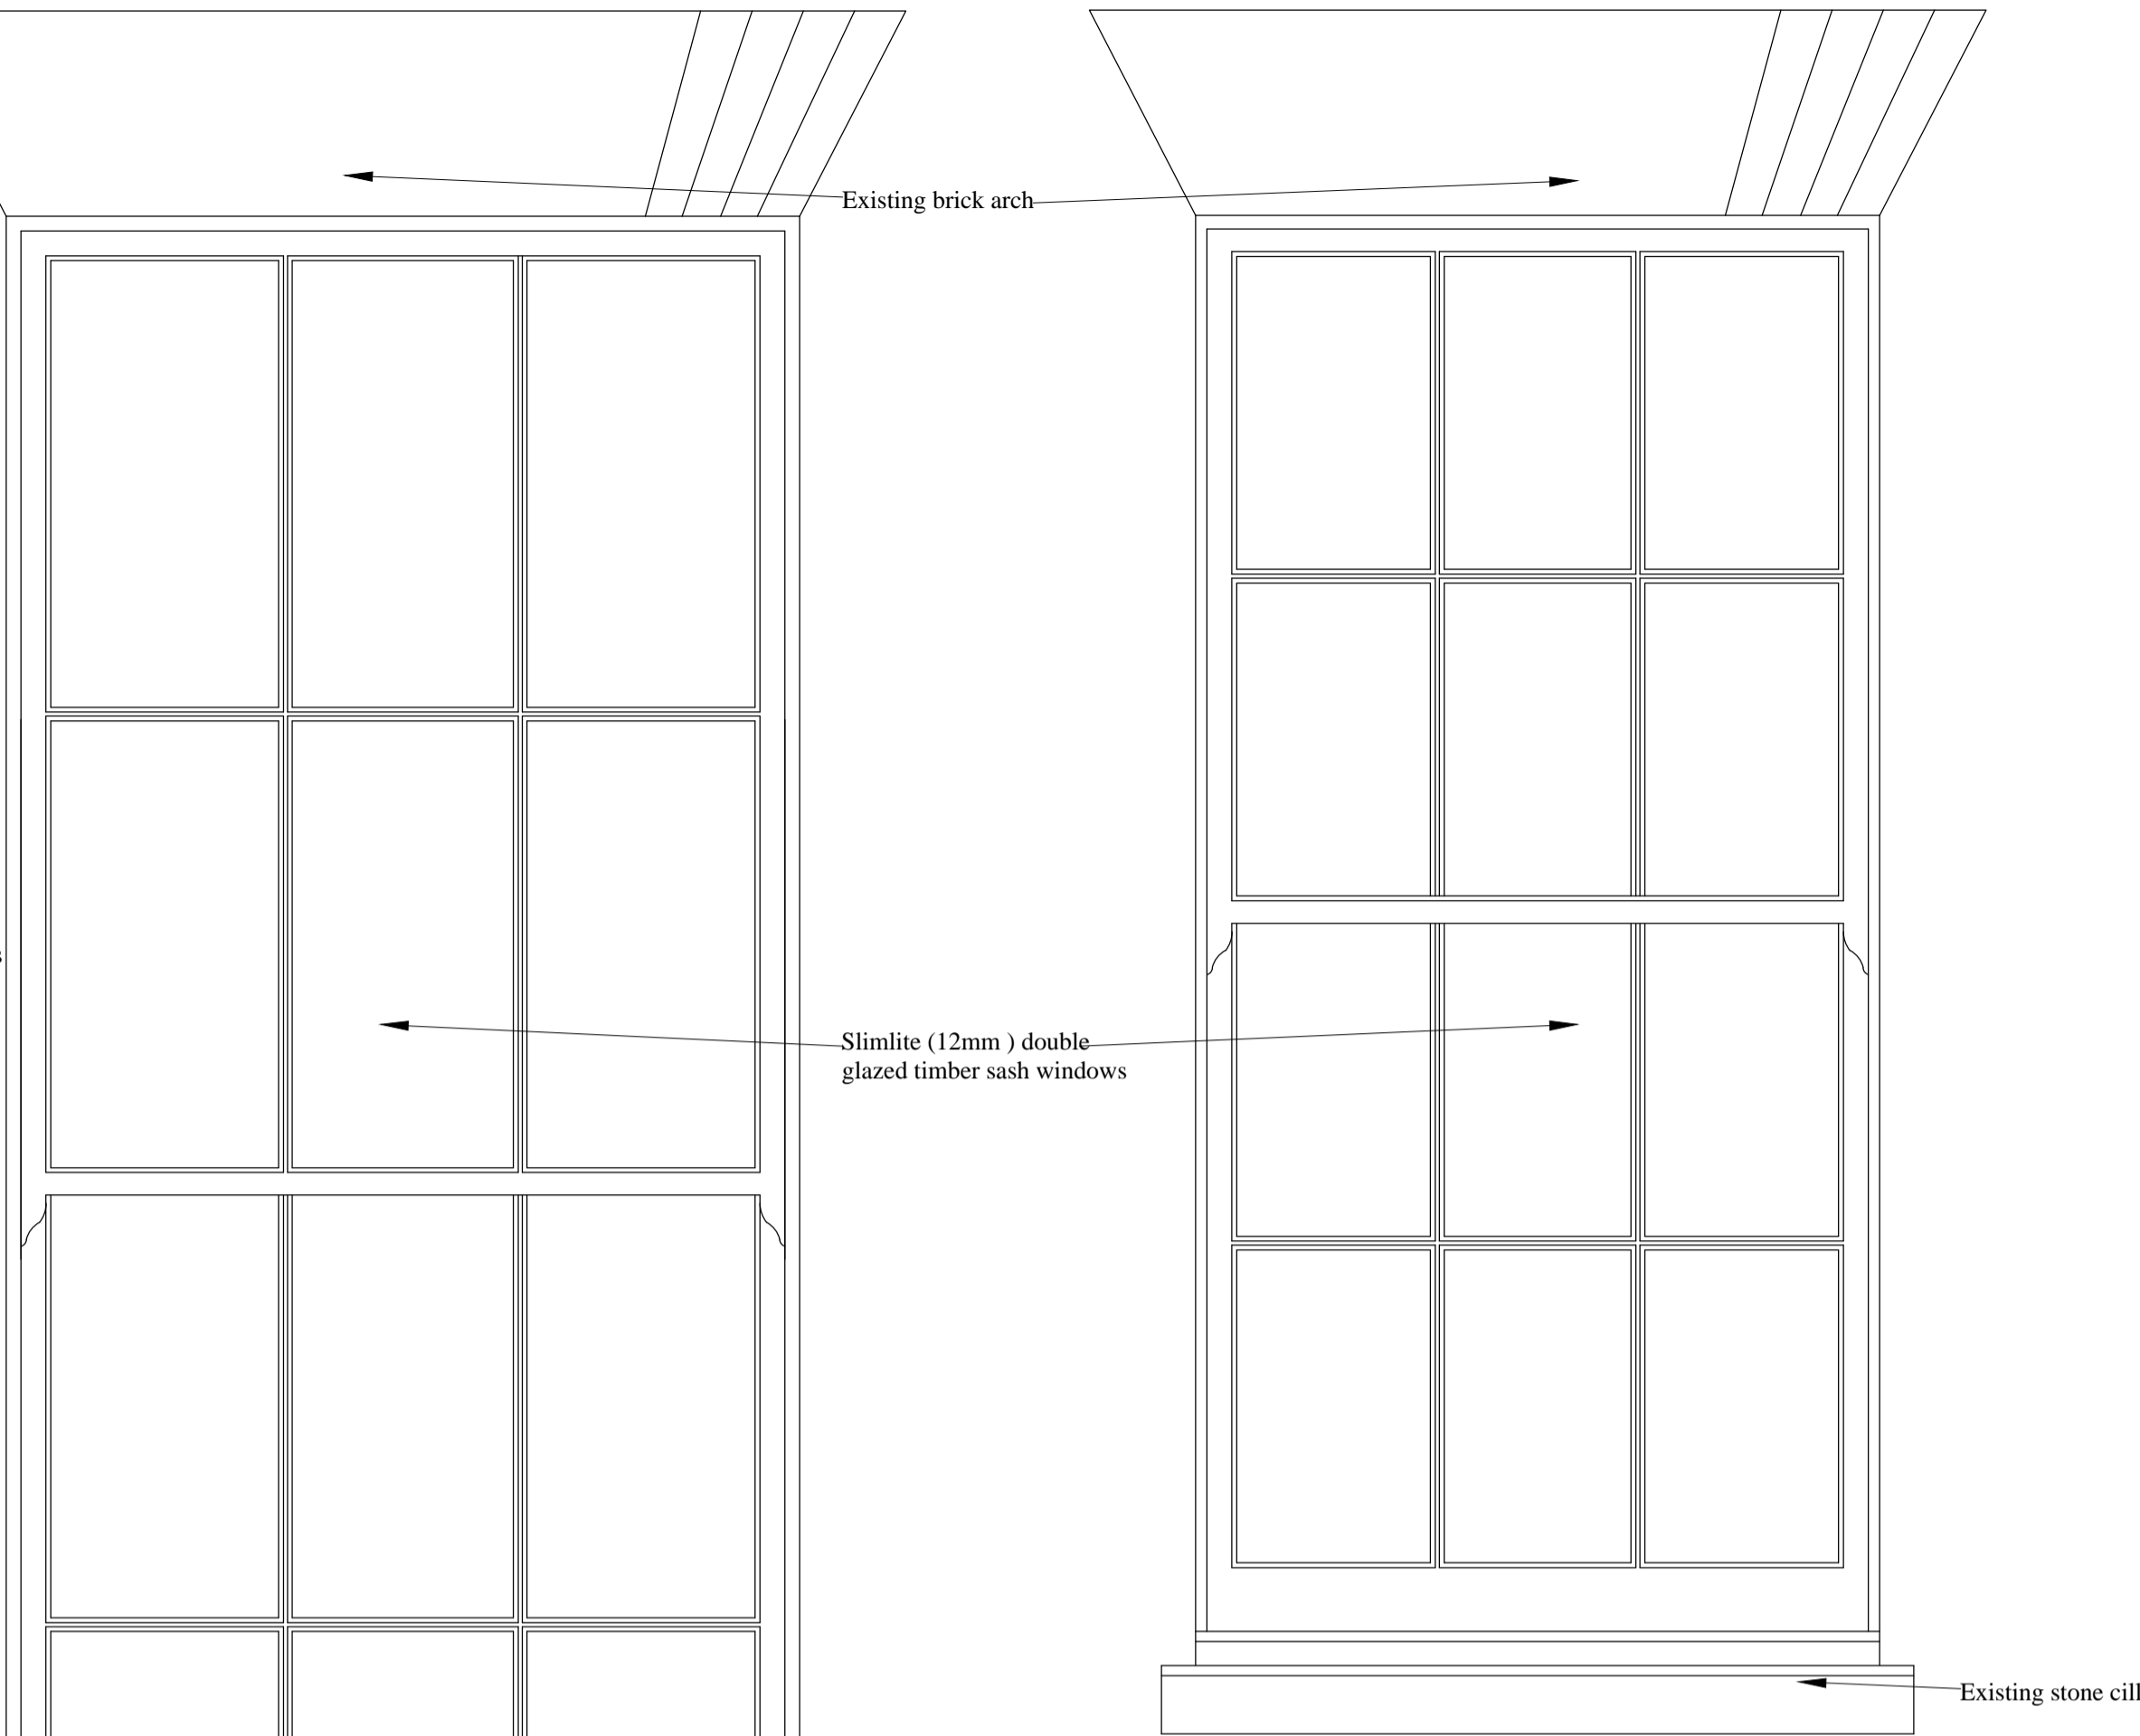 Existing brick arch
Slimlite (12mm ) double
glazed timber sash windows
Existing stone cill